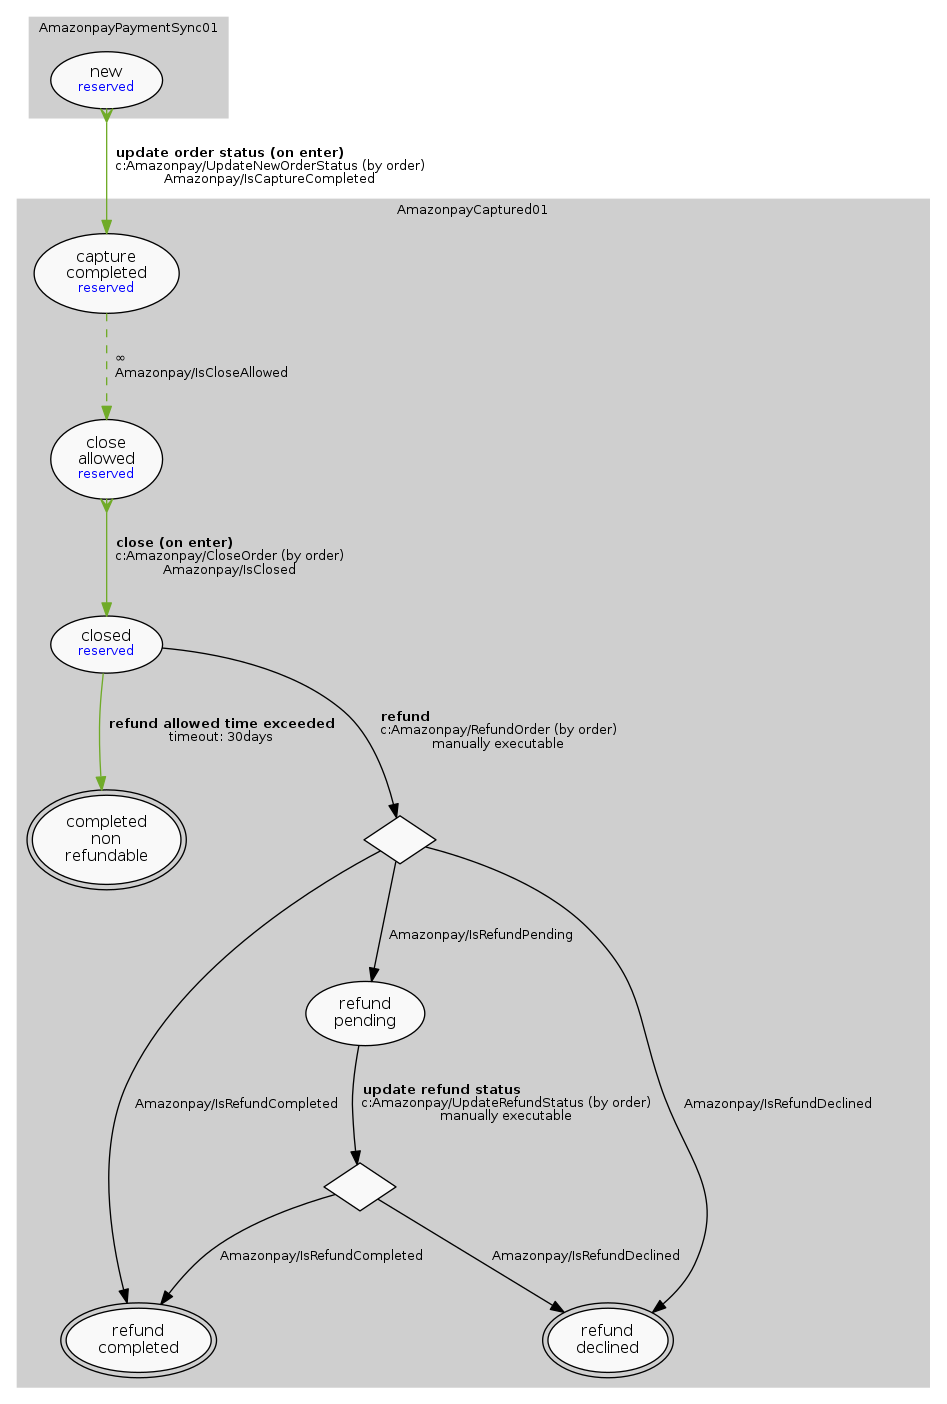 AmazonpayPaymentSync01
new
reserved
update order status (on enter)
c:Amazonpay/UpdateNewOrderStatus (by order)
Amazonpay/IsCaptureCompleted
AmazonpayCaptured01
capture
completed
reserved
∞
Amazonpay/IsCloseAllowed
close
allowed
reserved
close (on enter)
c:Amazonpay/CloseOrder (by order)
Amazonpay/IsClosed
closed
reserved
refund allowed time exceeded
timeout: 30days
refund
c:Amazonpay/RefundOrder (by order)
manually executable
completed
non
refundable
Amazonpay/IsRefundPending
refund
pending
Amazonpay/IsRefundCompleted
update refund status
c:Amazonpay/UpdateRefundStatus (by order)
manually executable
Amazonpay/IsRefundDeclined
Amazonpay/IsRefundCompleted
Amazonpay/IsRefundDeclined
refund
completed
refund
declined